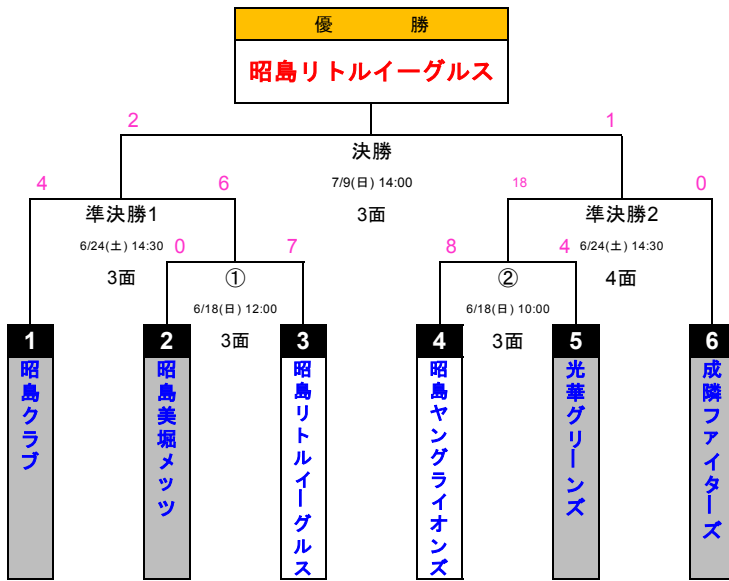 優　勝
昭島リトルイーグルス
2
1
決勝
7/9(日) 14:00
3面
4
6
18
0
準決勝1
準決勝2
6/24(土) 14:30
6/24(土) 14:30
3面
4面
0
7
8
4
①
②
6/18(日) 12:00
6/18(日) 10:00
3面
3面
1
2
3
4
5
6
昭島クラブ
昭島美堀メッツ
昭島リトルイーグルス
昭島ヤングライオンズ
光華グリーンズ
成隣ファイターズ